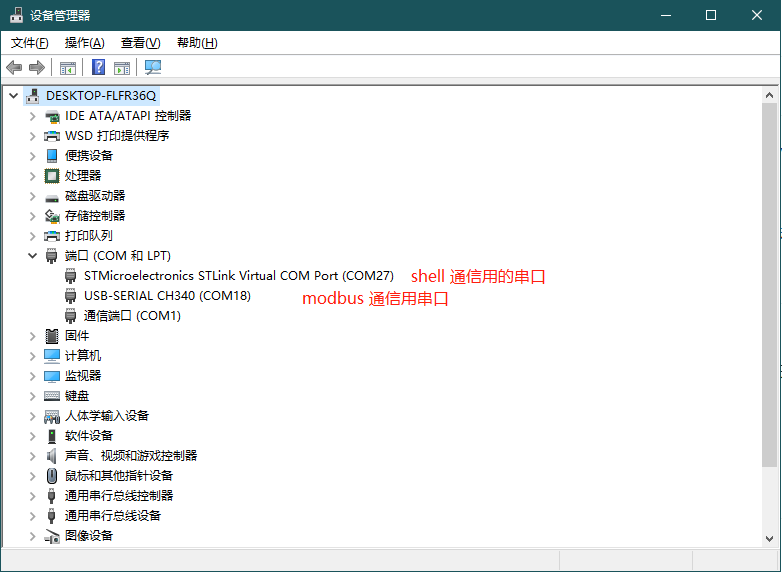 设备管理器
文件(F) 操作(A) 查看(V) 帮助(H)
DESKTOP-FLFR36Q
IDE ATA/ATAPI 控制器
WSD 打印提供程序
便携设备
处理器
磁盘驱动器
存储控制器
打印队列
端口 (COM 和 LPT)
STMicroelectronics STLink Virtual COM Port (COM27) shell 通信用的串口
USB-SERIAL CH340 (COM18) modbus 通信用串口
通信端口 (COM1)
固件
计算机
监视器
键盘
人体学输入设备
软件设备
声音、视频和游戏控制器
鼠标和其他指针设备
通用串行总线控制器
通用串行总线设备
图像设备